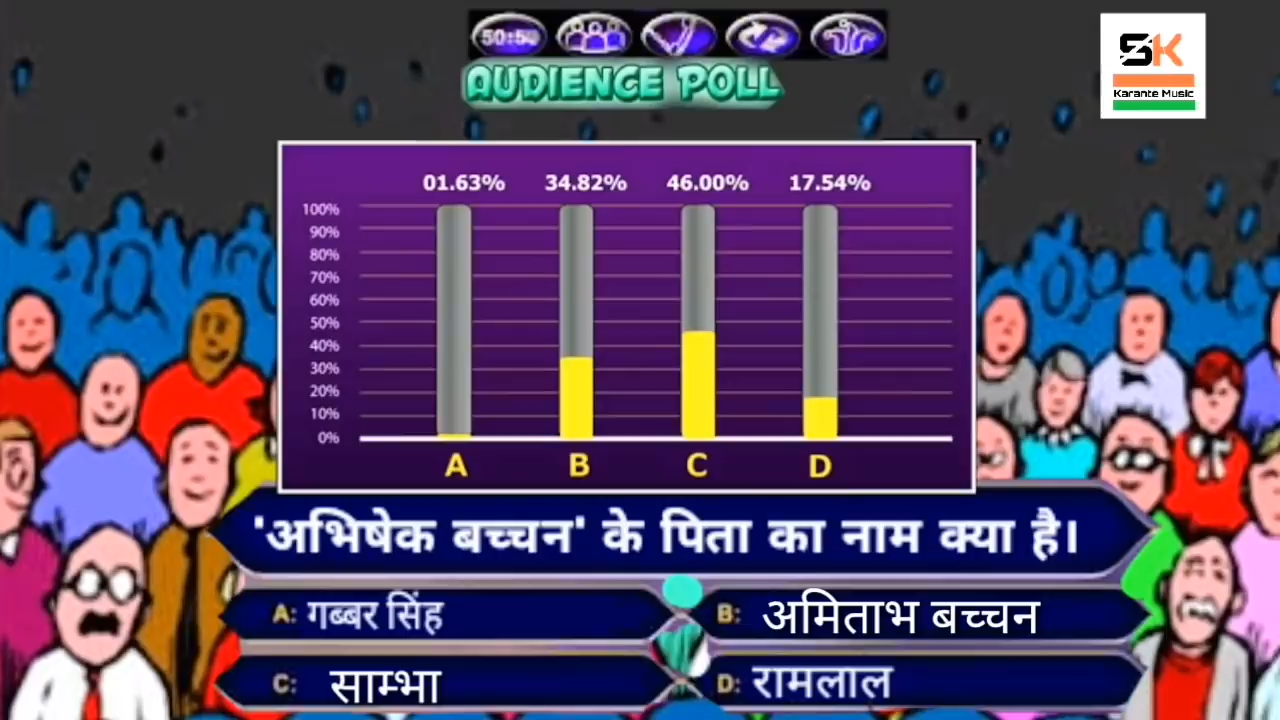 50:50
AUDIENCE POLL
SK
Karante Music
01.63% 34.82% 46.00% 17.54%
100%
90%
80%
70%
60%
50%
40%
30%
20%
10%
0%
A B C D
'अभिषेक बच्चन' के पिता का नाम क्या है।
A: गब्बर सिंह
B: अमिताभ बच्चन
C: साम्भा
D: रामलाल